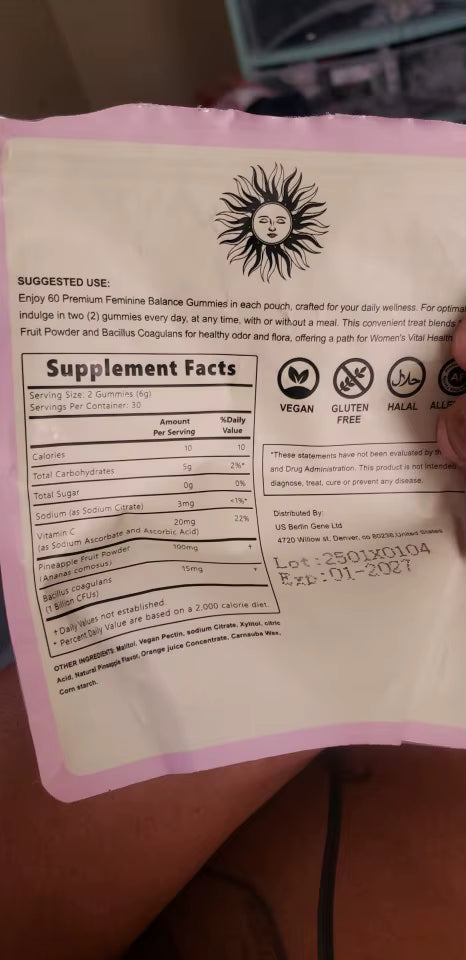 SUGGESTED USE:
Enjoy 60 Premium Feminine Balance Gummies in each pouch, crafted for your daily wellness. For optimal
indulge in two (2) gummies every day, at any time, with or without a meal. This convenient treat blends
Fruit Powder and Bacillus Coagulans for healthy odor and flora, offering a path for Women's Vital Health
Supplement Facts
Serving Size: 2 Gummies (6g)
Servings Per Container: 30
Amount Per Serving %Daily Value
Calories 10 10
Total Carbohydrates 5g 2%*
Total Sugar 0g 0%
Sodium (as Sodium Citrate) 3mg <1%*
Vitamin C 20mg 22%
(as Sodium Ascorbate and Ascorbic Acid)
Pineapple Fruit Powder 100mg †
(Ananas comosus)
Bacillus coagulans 15mg †
(1 Billion CFUs)
† Daily Values not established.
* Percent Daily Value are based on a 2,000 calorie diet.
OTHER INGREDIENTS: Maltitol, Vegan Pectin, sodium Citrate, Xylitol, citric
Acid, Natural Pineapple Flavor, Orange juice Concentrate, Carnauba Wax,
Corn starch.
VEGAN
GLUTEN
FREE
حلال
HALAL
ALLE
*These statements have not been evaluated by the
and Drug Administration. This product is not intended
diagnose, treat, cure or prevent any disease.
Distributed By:
US Berlin Gene Ltd
4720 Willow st, Denver, co 80238,United States
Lot:2501X0104
Exp:01-2027